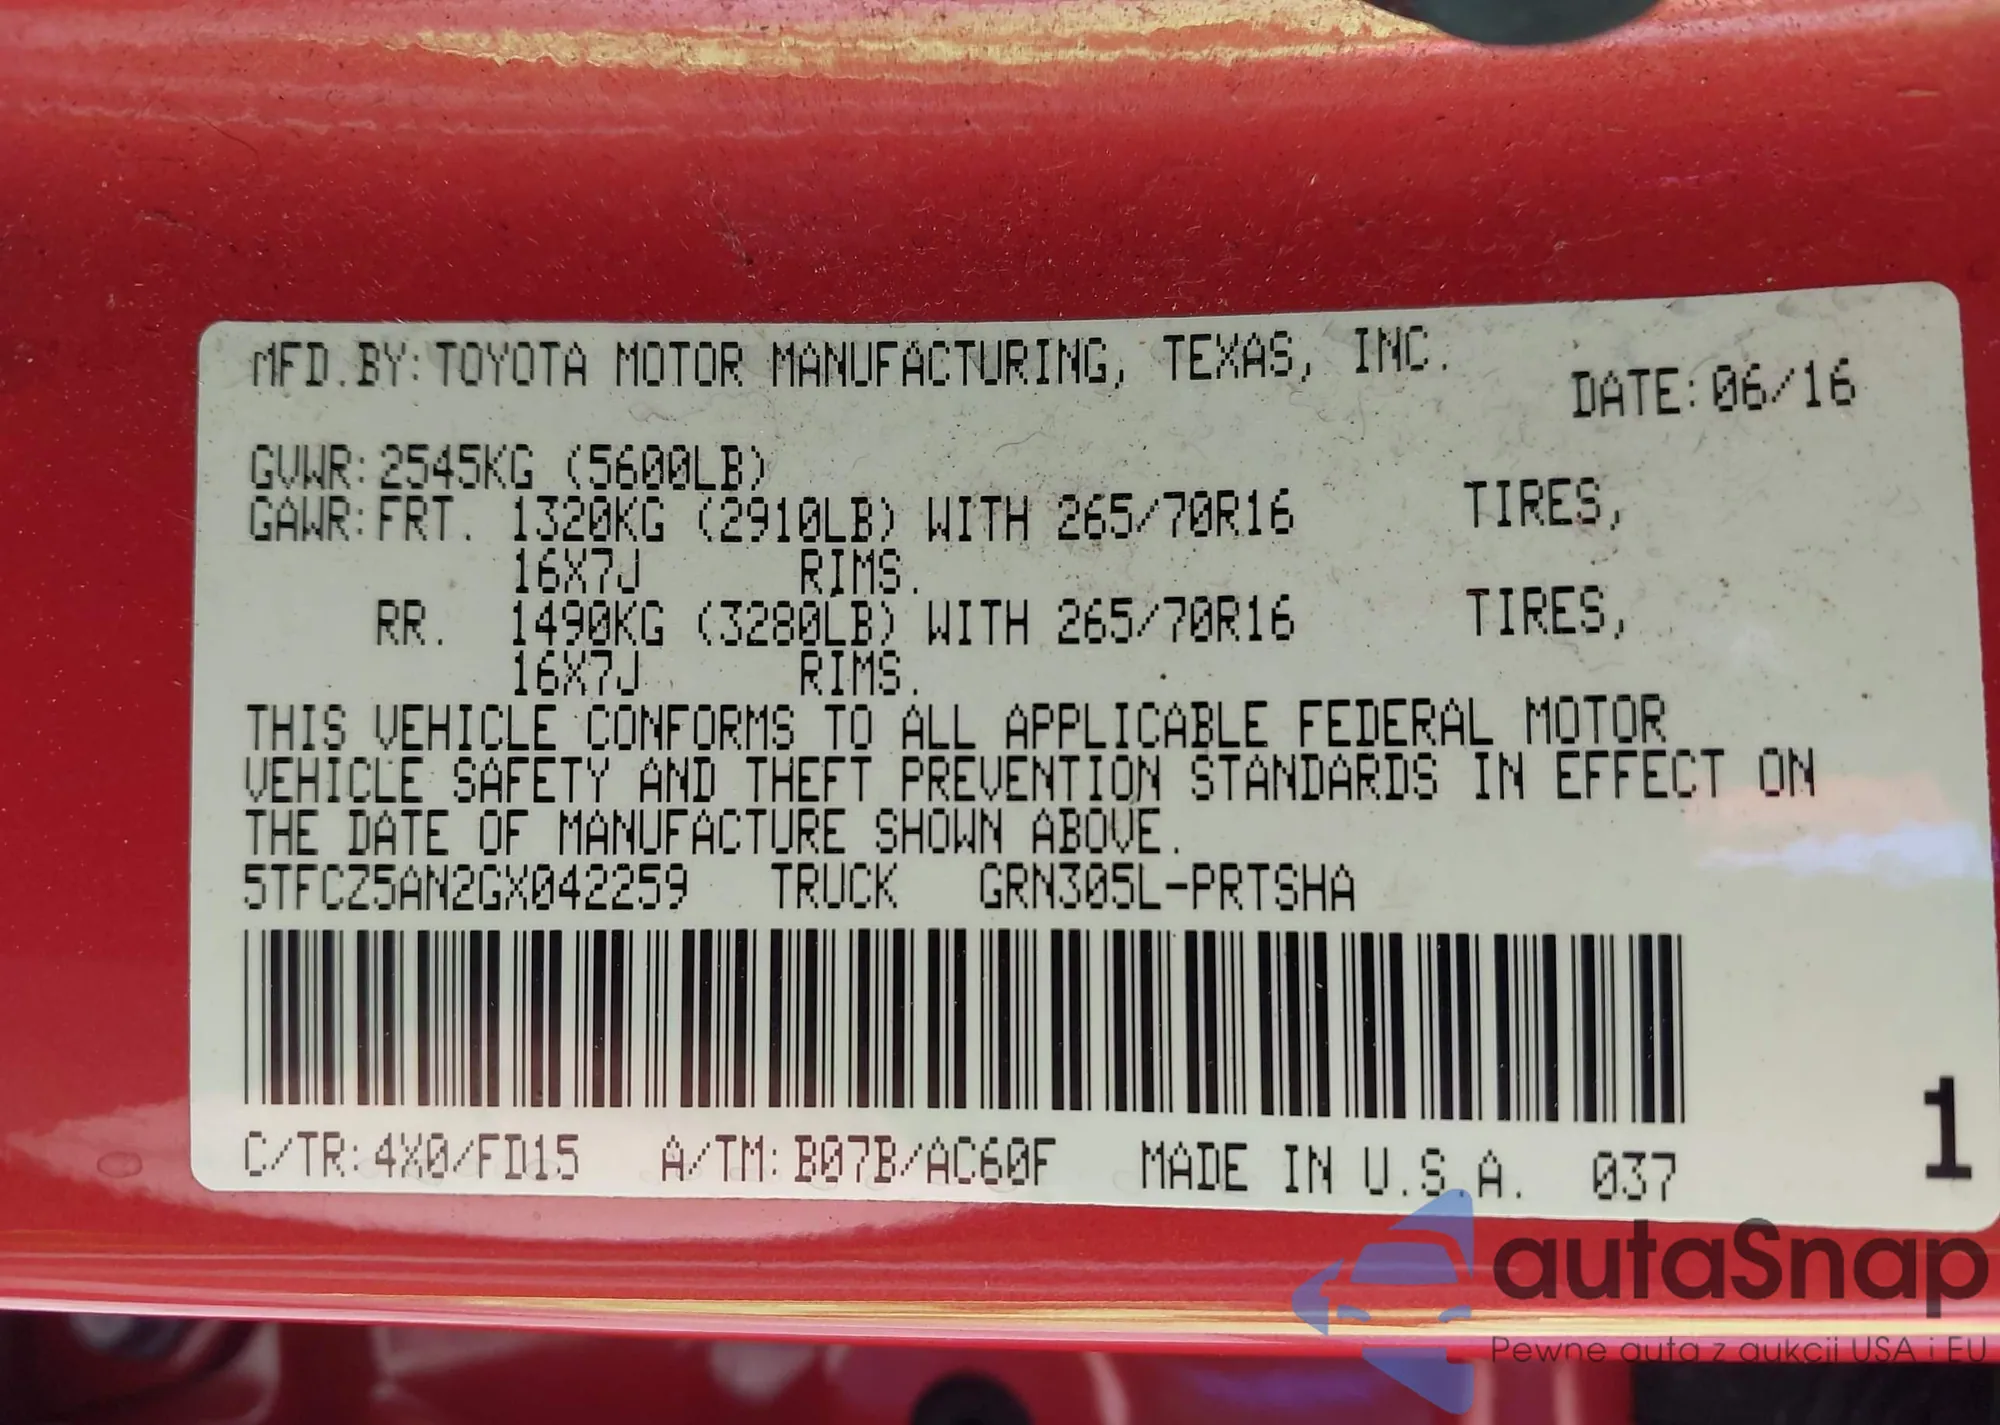 MFD.BY:TOYOTA MOTOR MANUFACTURING, TEXAS, INC.
DATE:06/16
GVWR:2545KG (5600LB)
GAWR:FRT. 1320KG (2910LB) WITH 265/70R16 TIRES,
16X7J RIMS.
RR. 1490KG (3280LB) WITH 265/70R16 TIRES,
16X7J RIMS.
THIS VEHICLE CONFORMS TO ALL APPLICABLE FEDERAL MOTOR
VEHICLE SAFETY AND THEFT PREVENTION STANDARDS IN EFFECT ON
THE DATE OF MANUFACTURE SHOWN ABOVE.
5TFCZ5AN2GX042259 TRUCK GRN305L-PRTSHA
C/TR:4X0/FD15 A/TM:B07B/AC60F MADE IN U.S.A. 037
1
autaSnap
Pewne auta z aukcji USA i EU